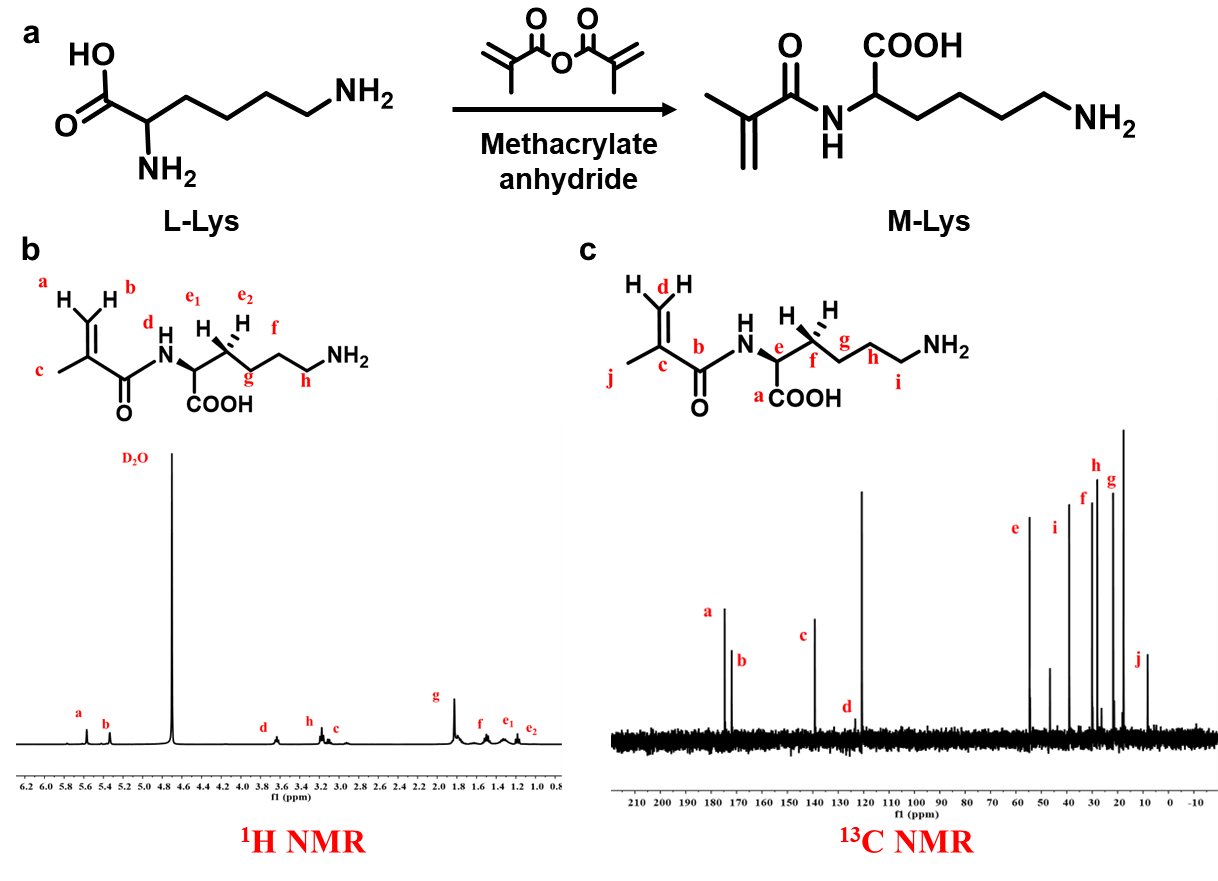 a
HO
O
NH2
NH2
L-Lys
O O
O
Methacrylate
anhydride
O COOH
N
H
NH2
M-Lys
b
a b e1 e2
H H
d H H f
H
N NH2
c g h
O COOH
D2O
a b d h c g f e1 e2
6.2 6.0 5.8 5.6 5.4 5.2 5.0 4.8 4.6 4.4 4.2 4.0 3.8 3.6 3.4 3.2 3.0 2.8 2.6 2.4 2.2 2.0 1.8 1.6 1.4 1.2 1.0 0.8
f1 (ppm)
1H NMR
c
H d H
H H H
b N e g NH2
j c f h i
O a COOH
a b c d e i f h g j
210 200 190 180 170 160 150 140 130 120 110 100 90 80 70 60 50 40 30 20 10 0 -10
f1 (ppm)
13C NMR